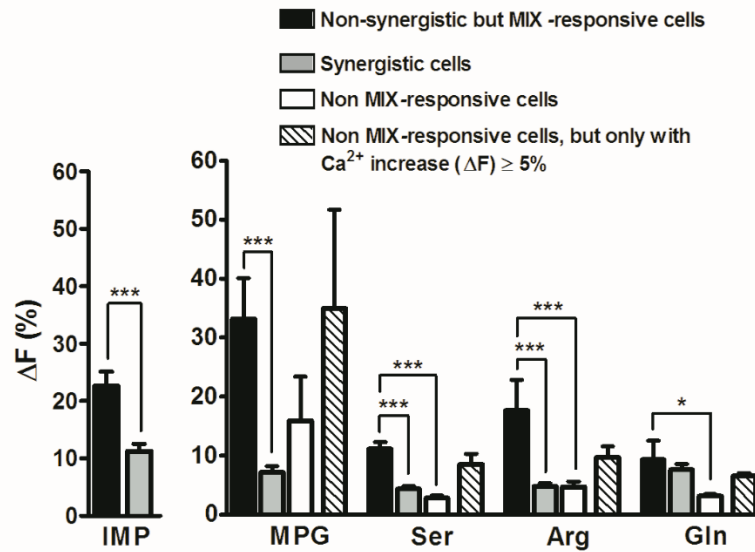 Non-synergistic but MIX -responsive cells
Synergistic cells
Non MIX-responsive cells
Non MIX-responsive cells, but only with
Ca²⁺ increase (ΔF) ≥ 5%
ΔF (%)
60
50
40
30
20
10
0
***
IMP
60
50
40
30
20
10
0
***
***
***
***
***
*
MPG
Ser
Arg
Gln